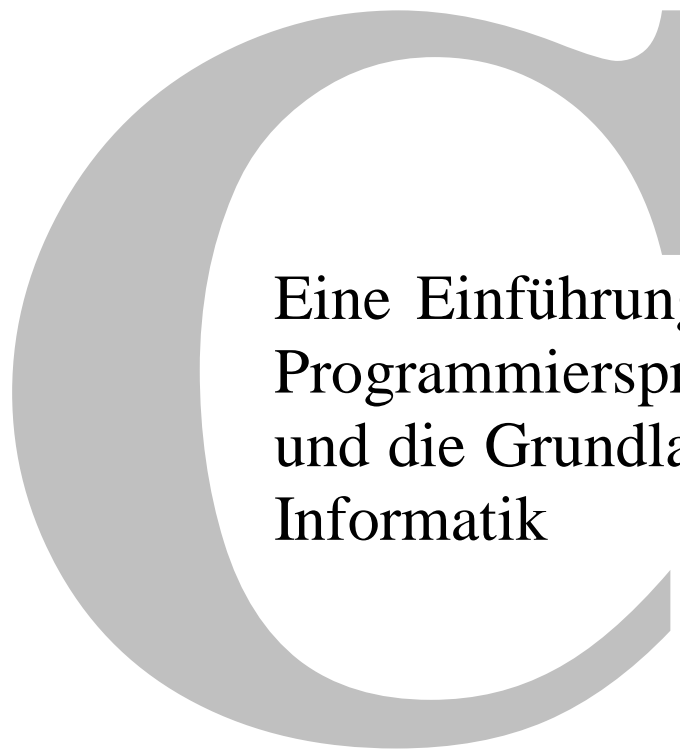 C
Eine Einführung
Programmierspr
und die Grundla
Informatik